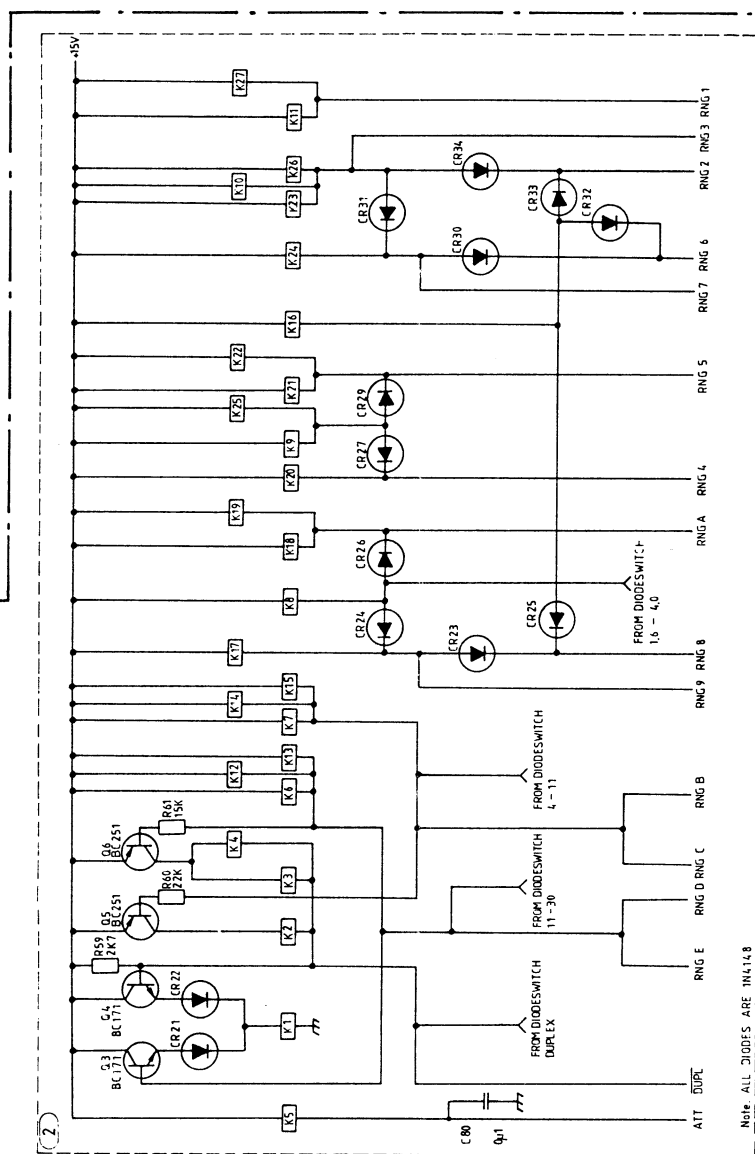 2
+15V
K27
K11
K26
K10
K23
K24
K16
K22
K21
K25
K9
K20
K19
K18
K8
K17
K15
K14
K7
K13
K12
K6
R61
15K
Q6
BC251
K4
K3
R60
22K
Q5
BC251
K2
R59
2K7
Q4
BC171
CR22
Q3
BC171
CR21
K1
K5
C80
0µ1
CR34
CR31
CR30
CR33
CR32
CR29
CR27
CR26
CR24
CR23
CR25
FROM DIODESWITCH
1,6 - 4,0
FROM DIODESWITCH
4 - 11
FROM DIODESWITCH
11 - 30
FROM DIODESWITCH
DUPLEX
RNG 1
RNG 3
RNG 2
RNG 6
RNG 7
RNG 5
RNG 4
RNG A
RNG 8
RNG 9
RNG B
RNG C
RNG D
RNG E
DUPL
ATT
Note. ALL DIODES ARE 1N4148